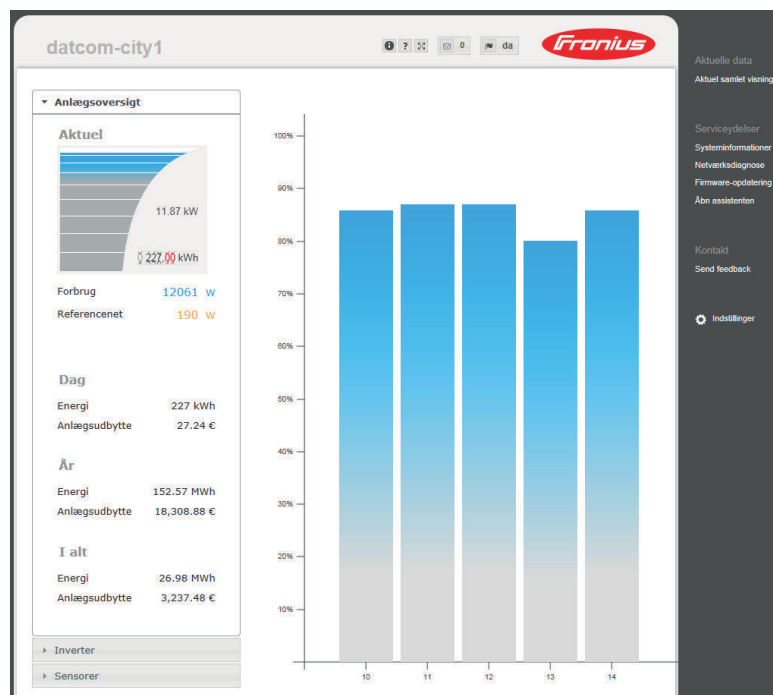 datcom-city1
i ? 0 da
Fronius
Anlægsoversigt
Aktuel
11.87 kW
227.00 kWh
Forbrug 12061 W
Referencenet 190 W
Dag
Energi 227 kWh
Anlægsudbytte 27.24 €
År
Energi 152.57 MWh
Anlægsudbytte 18,308.88 €
I alt
Energi 26.98 MWh
Anlægsudbytte 3,237.48 €
Inverter
Sensorer
100%
90%
80%
70%
60%
50%
40%
30%
20%
10%
10 11 12 13 14
Aktuelle data
Aktuel samlet visning
Serviceydelser
Systeminformationer
Netværksdiagnose
Firmware-opdatering
Åbn assistenten
Kontakt
Send feedback
Indstillinger